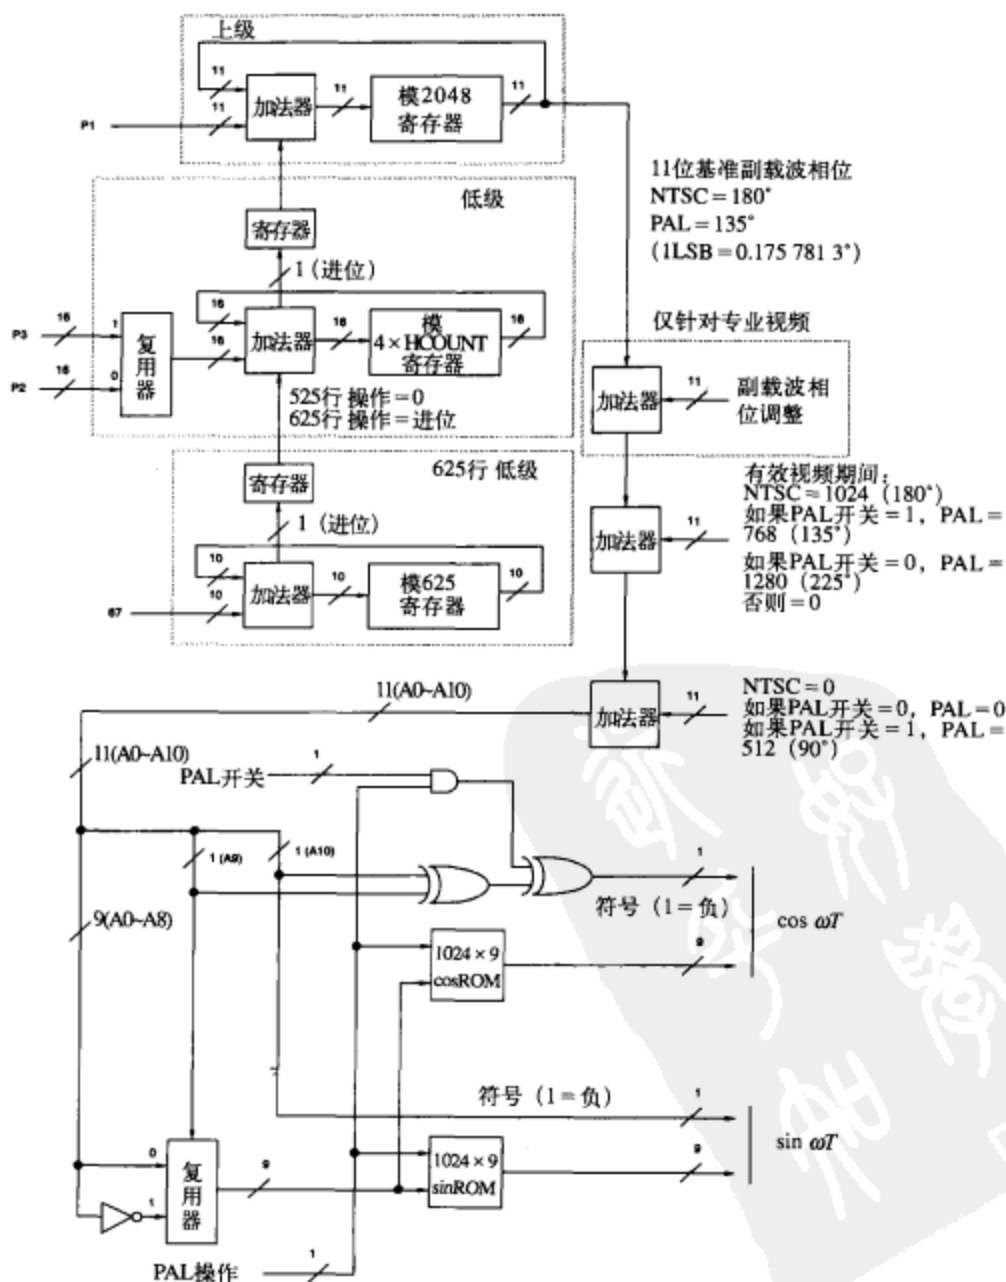 上级
11
11
11
11
加法器
模2048
寄存器
P1
11位基准副载波相位
NTSC=180°
PAL=135°
(1LSB=0.175 781 3°)
低级
寄存器
1 (进位)
P3
16
1
P2
16
0
复用器
16
16
加法器
16
模
4×HCOUNT
寄存器
16
525行 操作=0
625行 操作=进位
仅针对专业视频
加法器
11
副载波相
位调整
625行 低级
寄存器
1 (进位)
10
10
67
加法器
10
模625
寄存器
10
加法器
11
有效视频期间：
NTSC=1024 (180°)
如果PAL开关=1，PAL=
768 (135°)
如果PAL开关=0，PAL=
1280 (225°)
否则=0
加法器
11
NTSC=0
如果PAL开关=0，PAL=0
如果PAL开关=1，PAL=
512 (90°)
11(A0~A10)
11(A0~A10)
PAL开关
1
1 (A9)
1 (A10)
9(A0~A8)
1
符号 (1=负)
cos ωT
1024×9
cosROM
9
符号 (1=负)
1
sin ωT
1024×9
sinROM
9
0
1
复用器
9
PAL操作
1